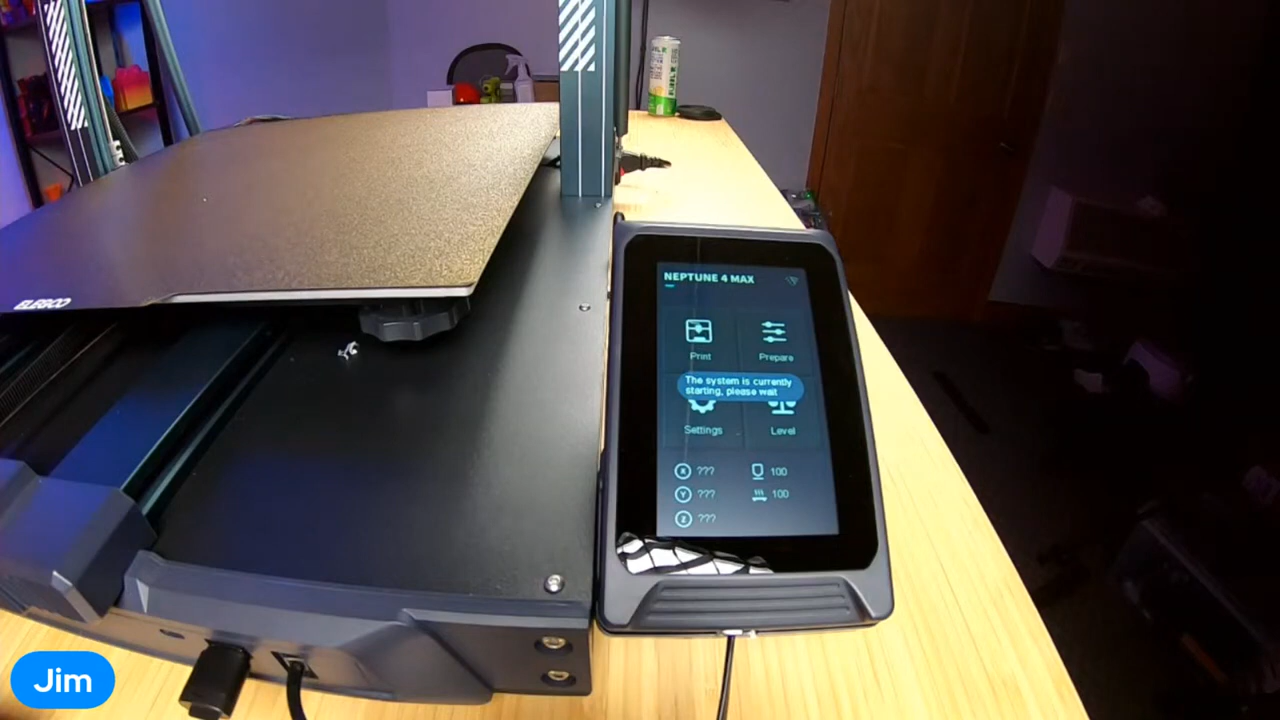 ELEGOO
NEPTUNE 4 MAX
Print
Prepare
The system is currently
starting, please wait
Settings
Level
X ???
100
Y ???
100
Z ???
Jim